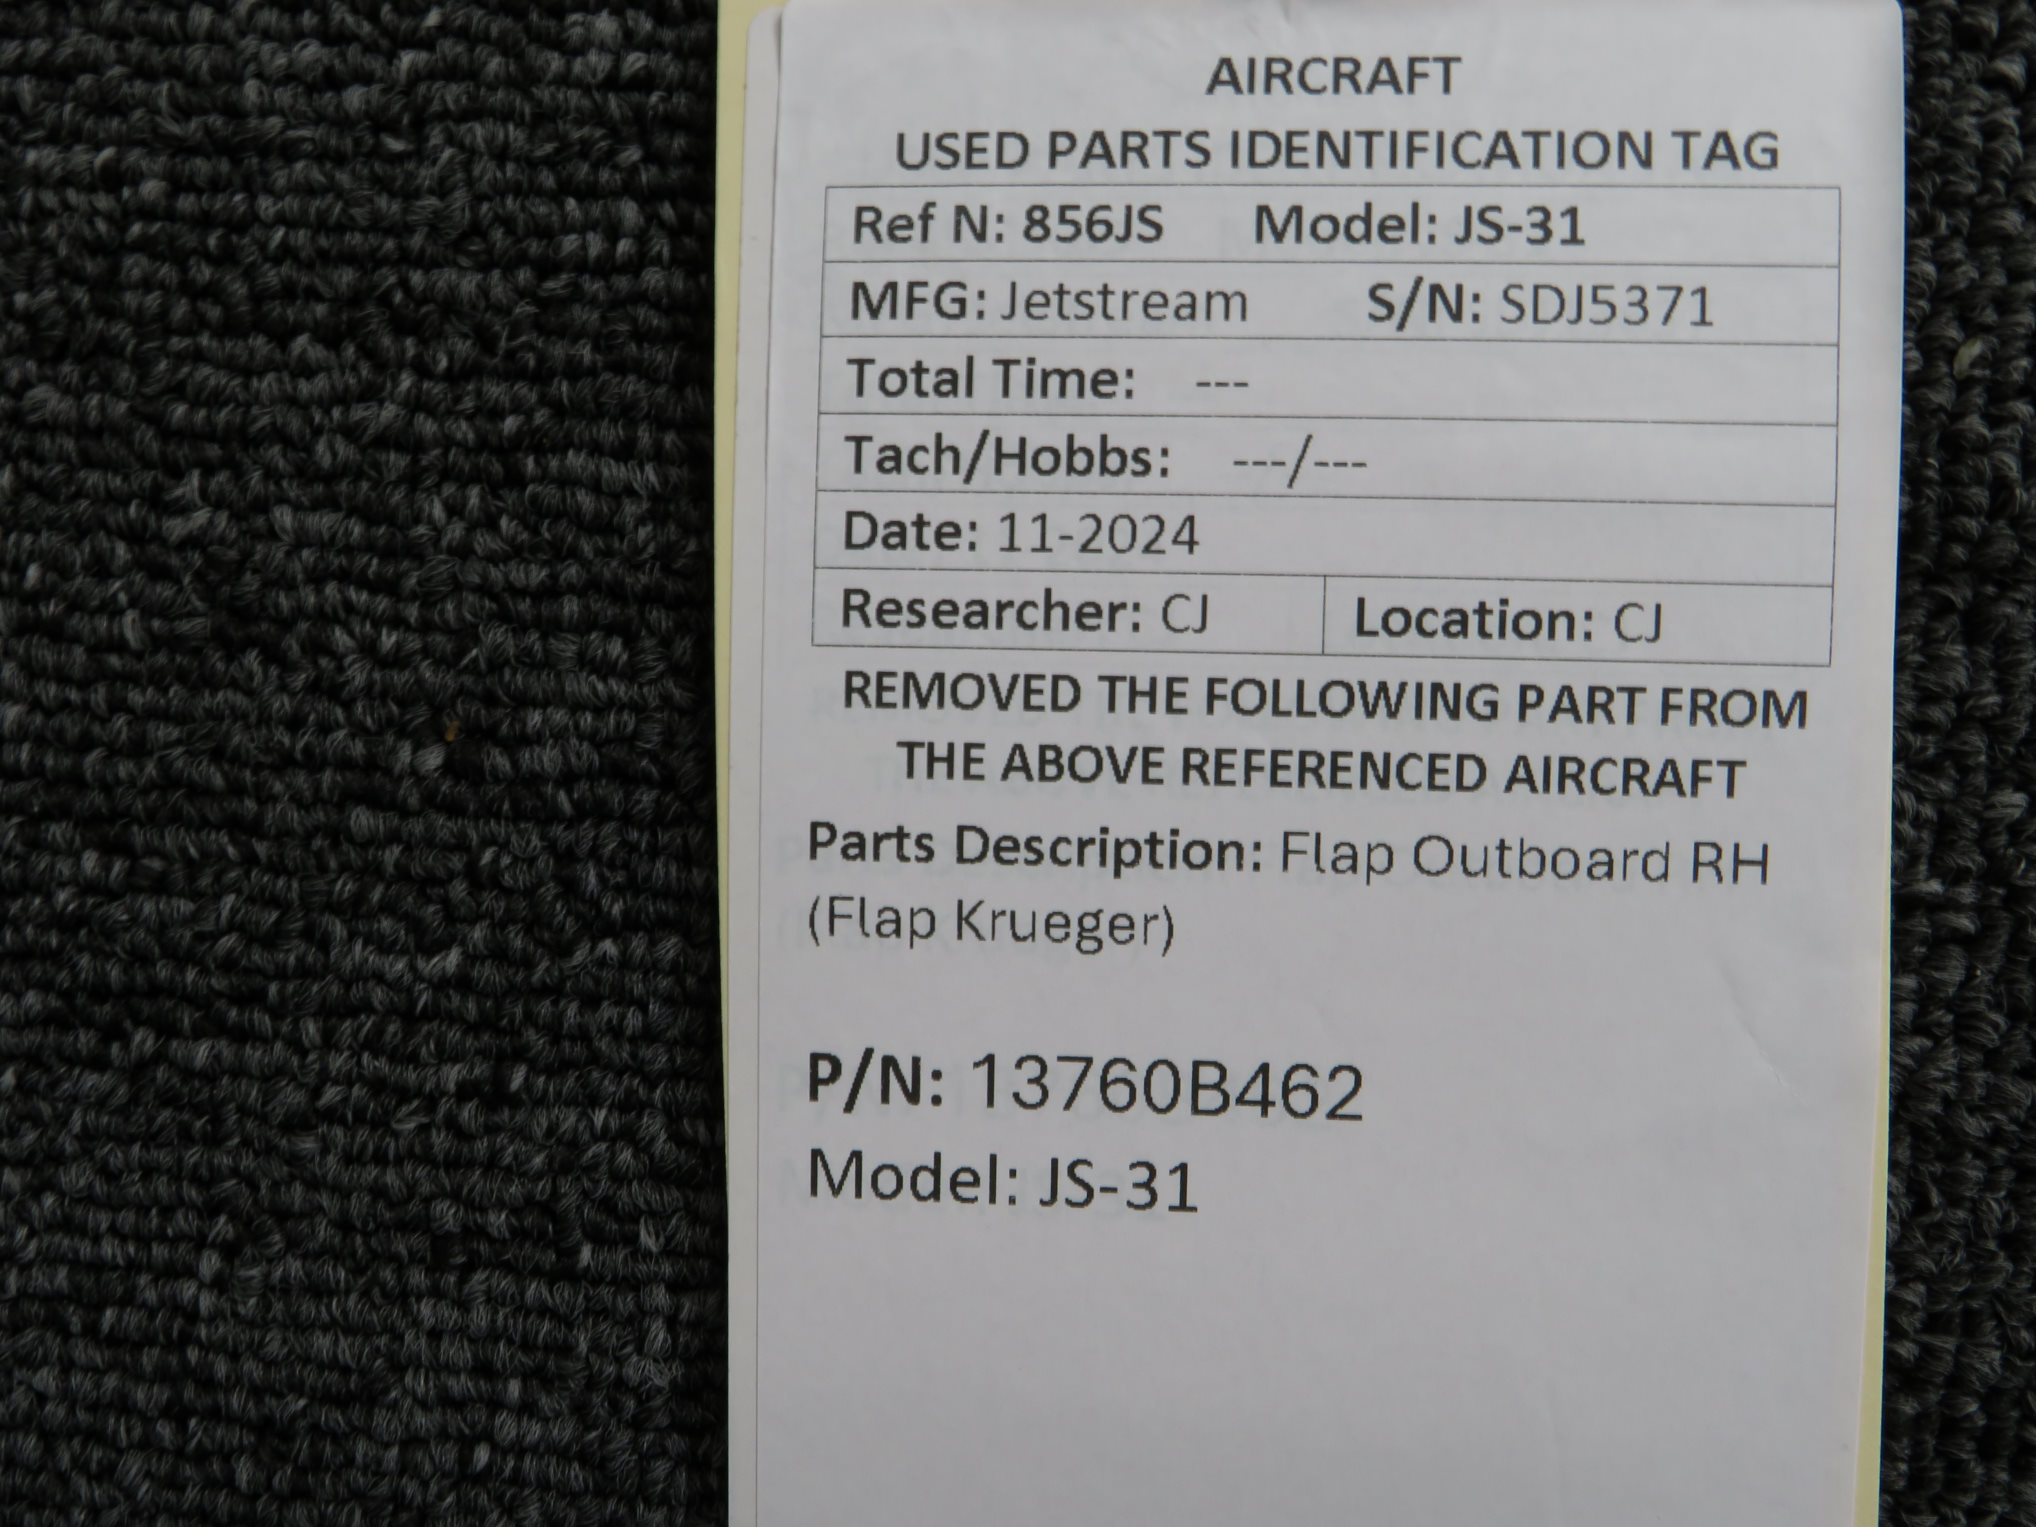 AIRCRAFT
USED PARTS IDENTIFICATION TAG
Ref N: 856JS Model: JS-31
MFG: Jetstream S/N: SDJ5371
Total Time: ---
Tach/Hobbs: ---/---
Date: 11-2024
Researcher: CJ Location: CJ
REMOVED THE FOLLOWING PART FROM
THE ABOVE REFERENCED AIRCRAFT
Parts Description: Flap Outboard RH
(Flap Krueger)
P/N: 13760B462
Model: JS-31